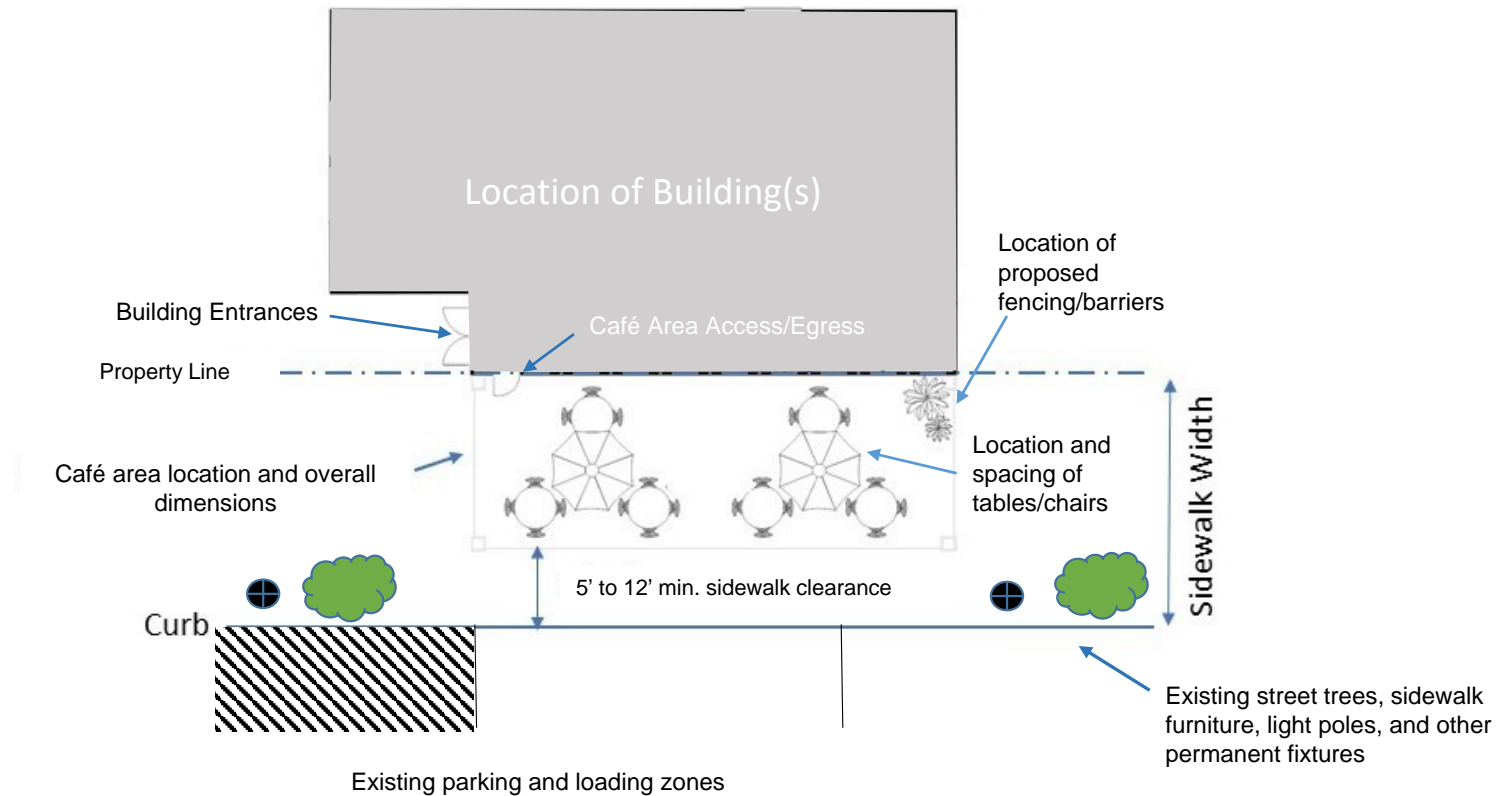 Location of Building(s)
Location of
proposed
fencing/barriers
Building Entrances
Café Area Access/Egress
Property Line
Sidewalk Width
Café area location and overall
dimensions
Location and
spacing of
tables/chairs
5’ to 12’ min. sidewalk clearance
Curb
Existing street trees, sidewalk
furniture, light poles, and other
permanent fixtures
Existing parking and loading zones